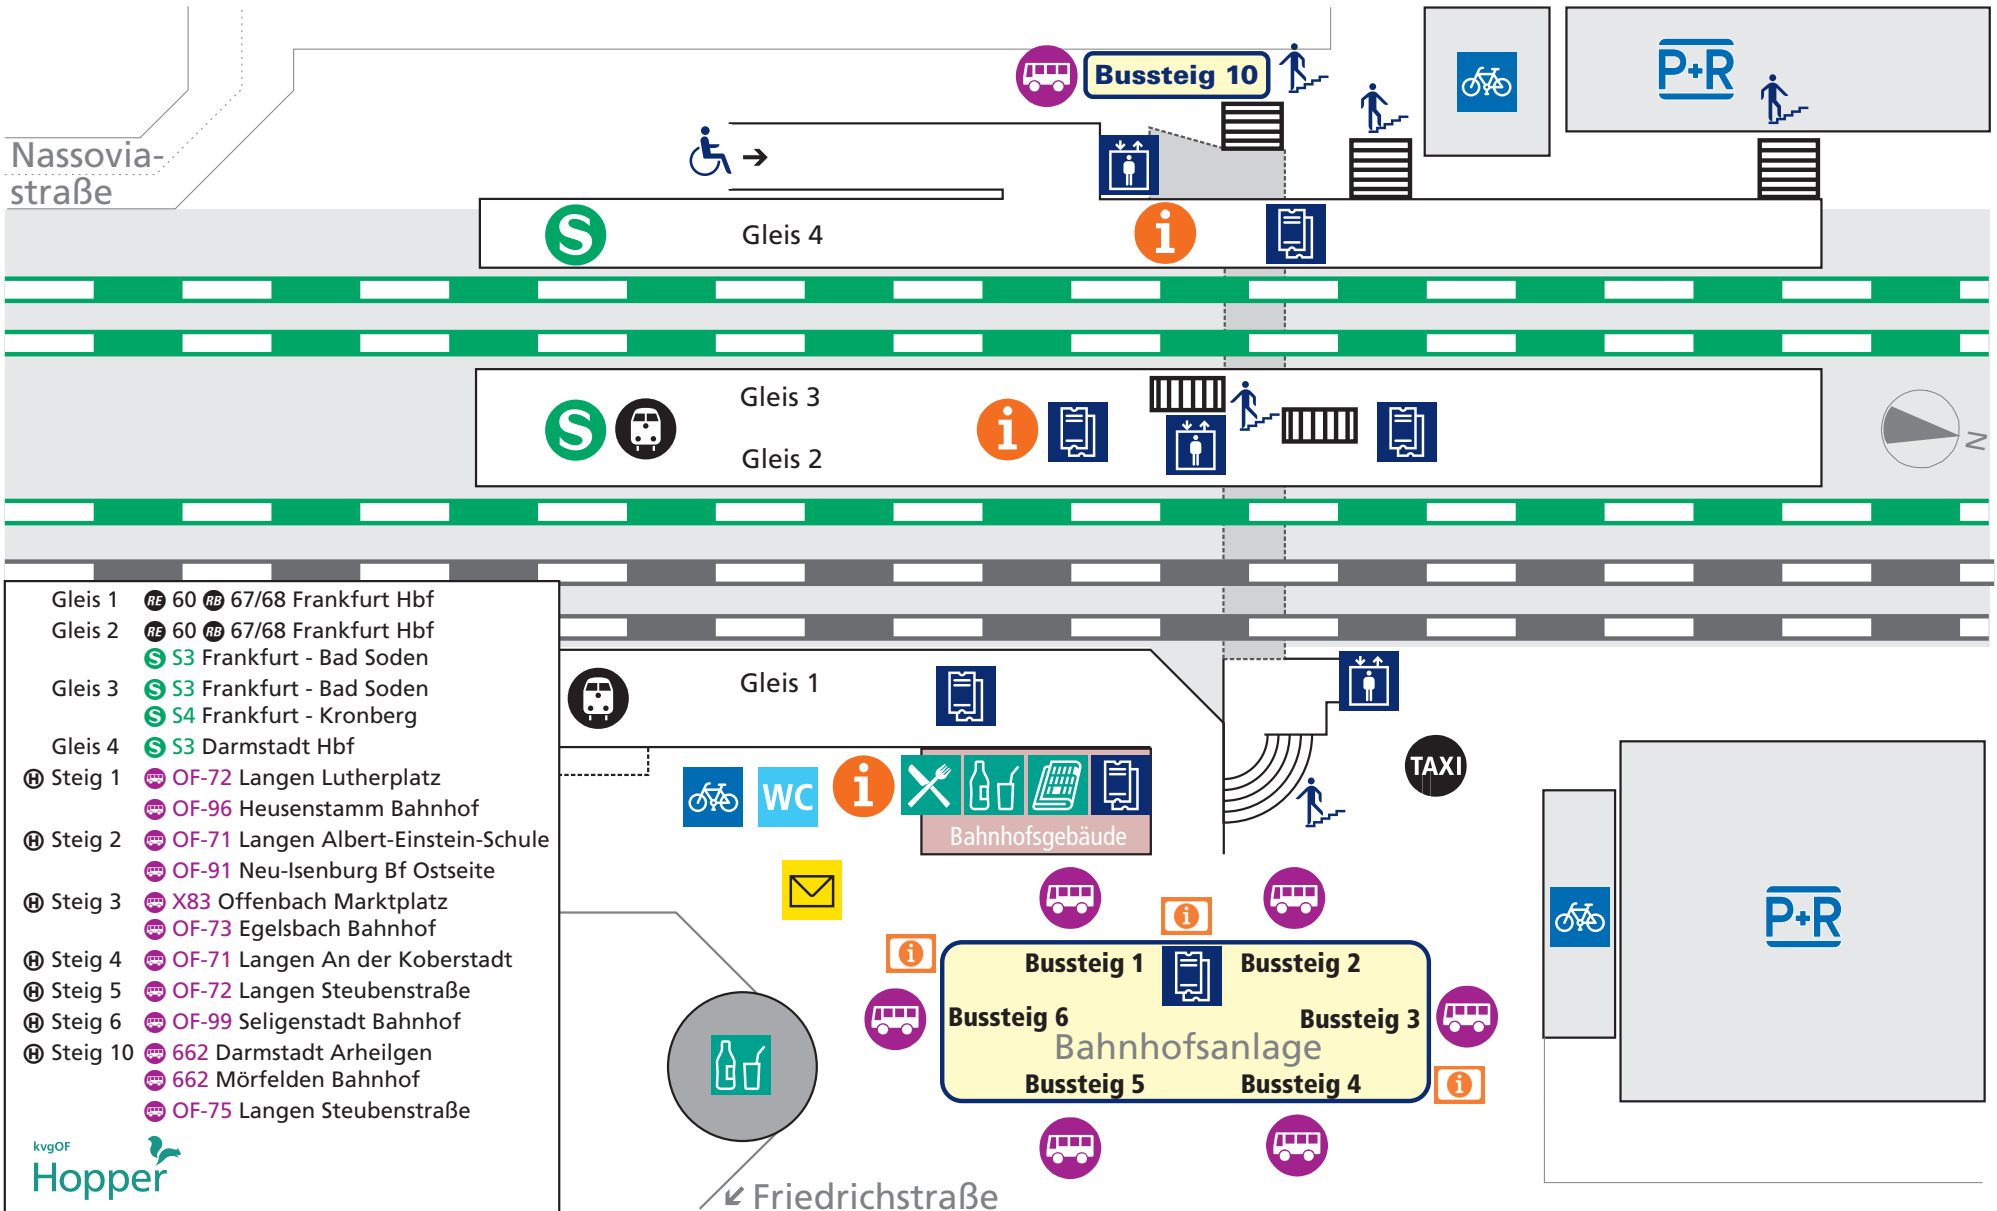 Bussteig 10
P+R
Nassovia-
straße
S
Gleis 4
i
Gleis 3
S
i
Gleis 2
N
Gleis 1 RE 60 RB 67/68 Frankfurt Hbf
Gleis 2 RE 60 RB 67/68 Frankfurt Hbf
S S3 Frankfurt - Bad Soden
Gleis 3 S S3 Frankfurt - Bad Soden
S S4 Frankfurt - Kronberg
Gleis 4 S S3 Darmstadt Hbf
H Steig 1 OF-72 Langen Lutherplatz
OF-96 Heusenstamm Bahnhof
H Steig 2 OF-71 Langen Albert-Einstein-Schule
OF-91 Neu-Isenburg Bf Ostseite
H Steig 3 X83 Offenbach Marktplatz
OF-73 Egelsbach Bahnhof
H Steig 4 OF-71 Langen An der Koberstadt
H Steig 5 OF-72 Langen Steubenstraße
H Steig 6 OF-99 Seligenstadt Bahnhof
H Steig 10 662 Darmstadt Arheilgen
662 Mörfelden Bahnhof
OF-75 Langen Steubenstraße
kvgOF
Hopper
Gleis 1
TAXI
WC
i
Bahnhofsgebäude
P+R
i
i
Bussteig 1
Bussteig 2
Bussteig 6
Bussteig 3
Bahnhofsanlage
Bussteig 5
Bussteig 4
i
Friedrichstraße